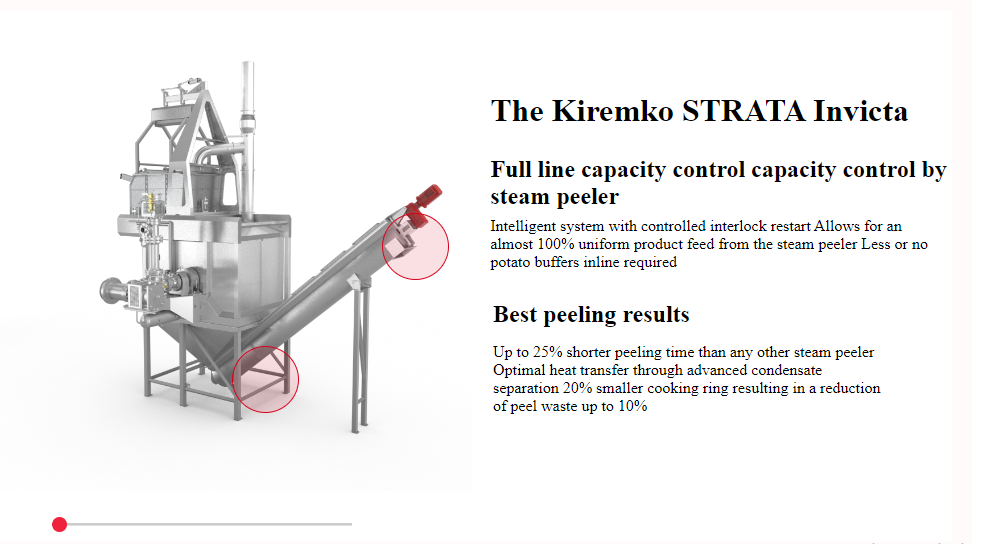 The Kiremko STRATA Invicta
Full line capacity control capacity control by
steam peeler
Intelligent system with controlled interlock restart Allows for an
almost 100% uniform product feed from the steam peeler Less or no
potato buffers inline required
Best peeling results
Up to 25% shorter peeling time than any other steam peeler
Optimal heat transfer through advanced condensate
separation 20% smaller cooking ring resulting in a reduction
of peel waste up to 10%